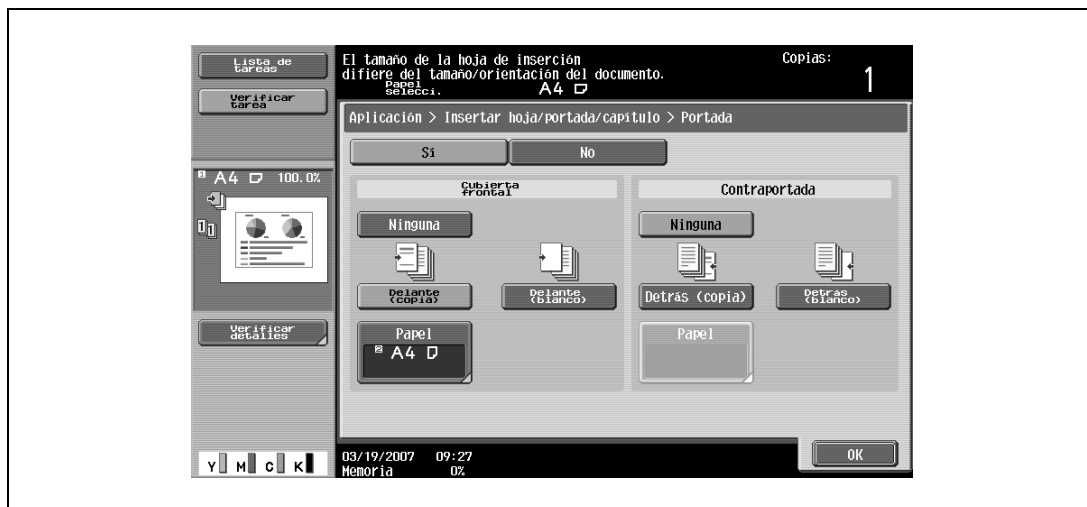 Lista de
tareas
Verificar
tarea
El tamaño de la hoja de inserción
difiere del tamaño/orientación del documento.
Papel
selecci.
A4
Copias:
1
Aplicación > Insertar hoja/portada/capítulo > Portada
Sí
No
A4 100.0%
1 1
Cubierta
frontal
Contraportada
Ninguna
Ninguna
Delante
(copia)
Delante
(blanco)
Detrás (copia)
Detrás
(blanco)
Papel
2 A4
Papel
Verificar
detalles
Y M C K
03/19/2007 09:27
Memoria 0%
OK